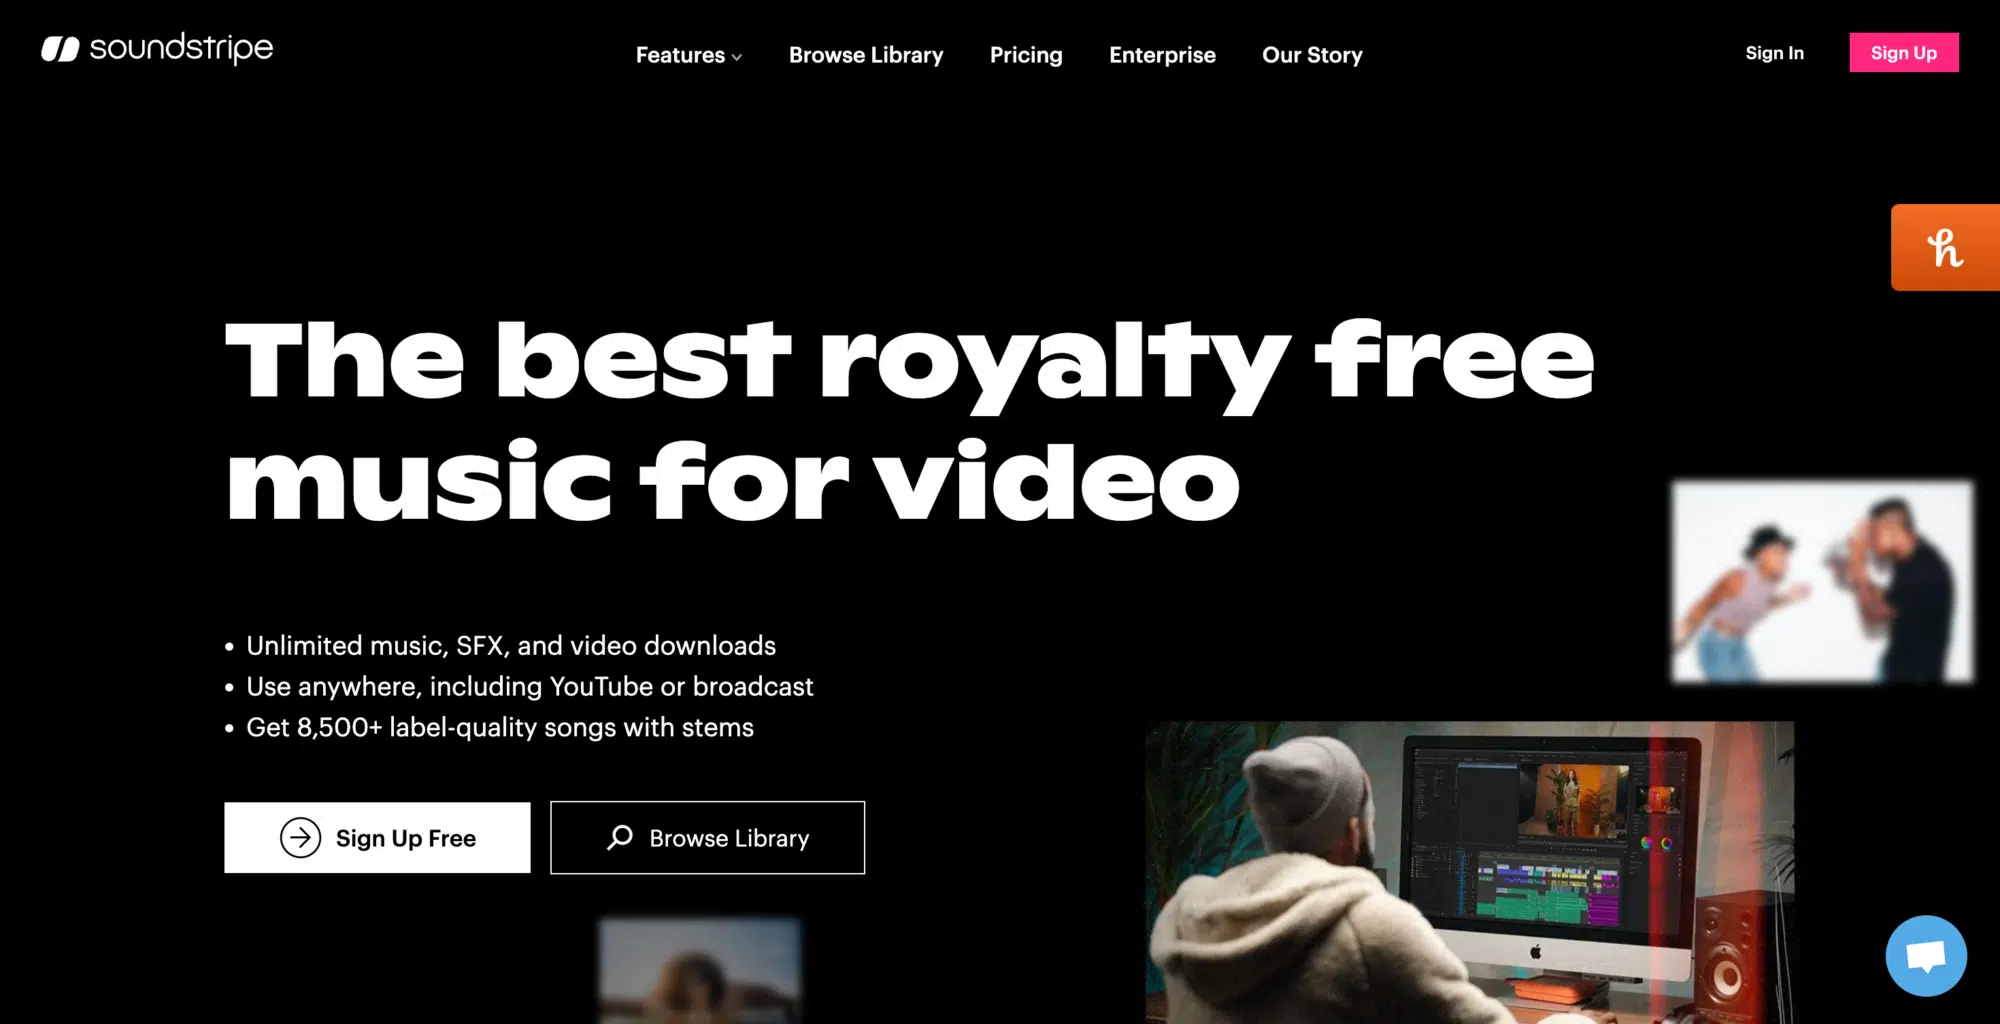 soundstripe
Features
Browse Library
Pricing
Enterprise
Our Story
Sign In
Sign Up
h
The best royalty free
music for video
• Unlimited music, SFX, and video downloads
• Use anywhere, including YouTube or broadcast
• Get 8,500+ label-quality songs with stems
Sign Up Free
Browse Library